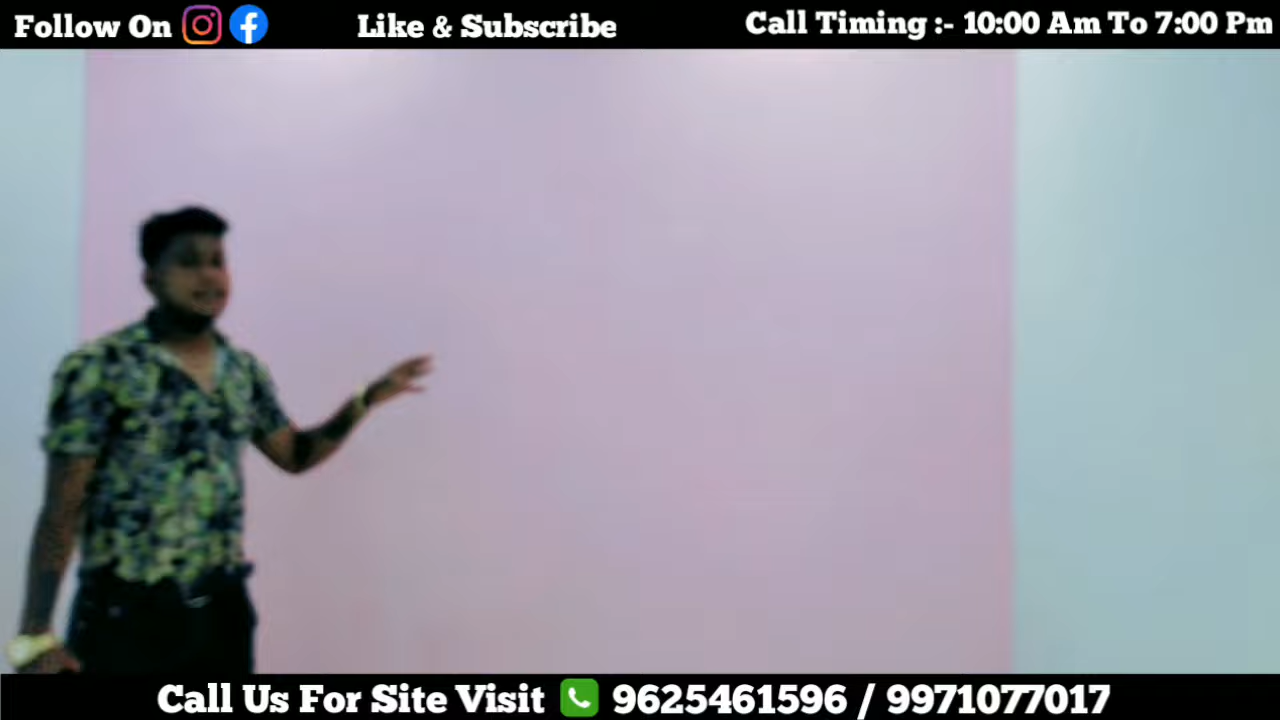 Follow On
Like & Subscribe
Call Timing :- 10:00 Am To 7:00 Pm
Call Us For Site Visit 9625461596 / 9971077017